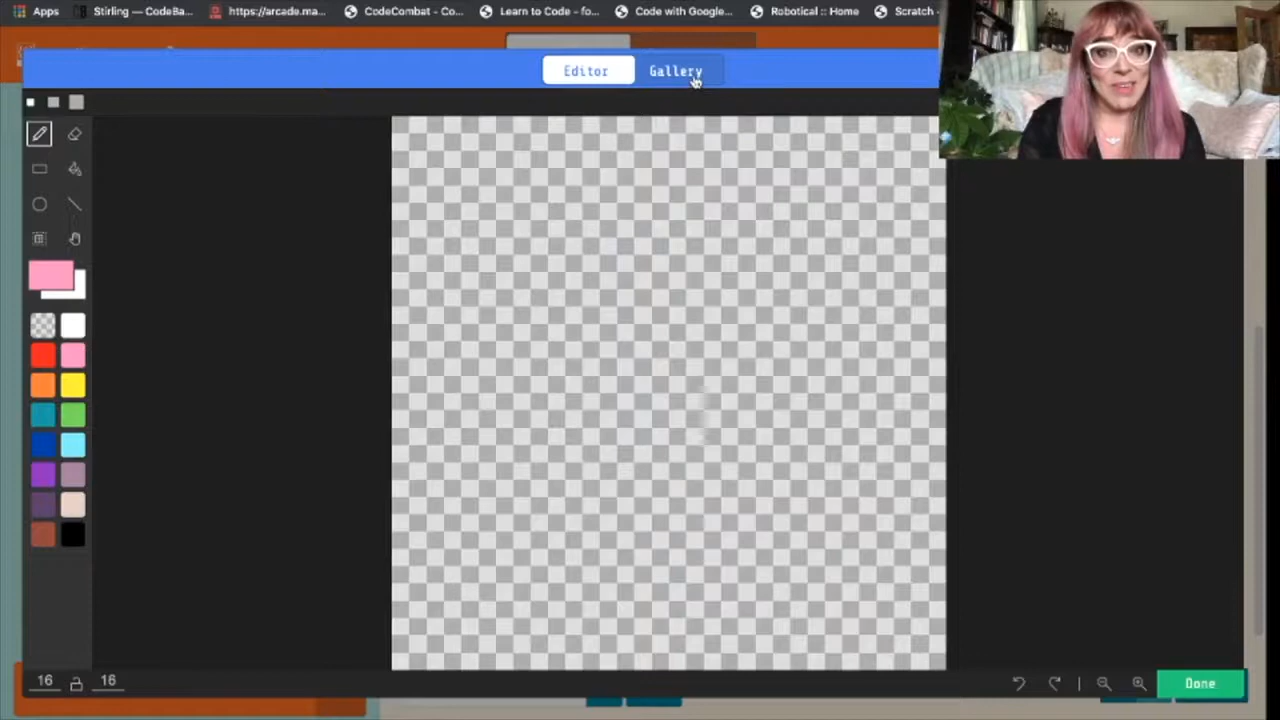 Apps Stirling — CodeBa... https://arcade.ma... CodeCombat - Co... Learn to Code - fo... Code with Google... Robotical :: Home Scratch -
Editor Gallery
16 16
Done